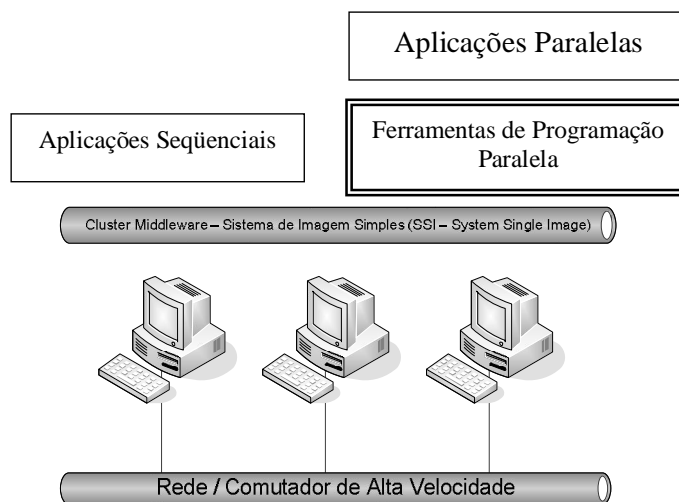 Aplicações Paralelas
Aplicações Seqüenciais
Ferramentas de Programação
Paralela
Cluster Middleware – Sistema de Imagem Simples (SSI – System Single Image)
Rede / Comutador de Alta Velocidade